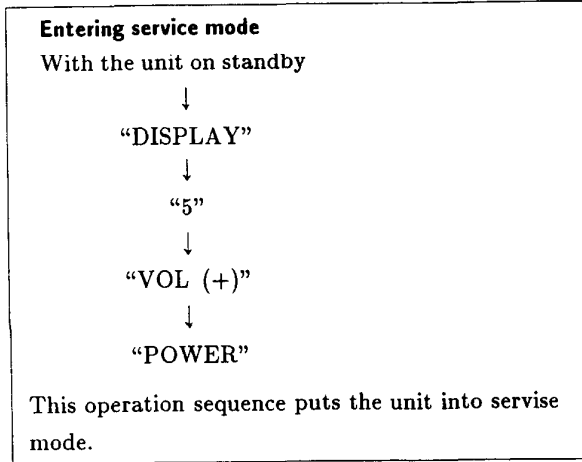 Entering service mode
With the unit on standby
↓
“DISPLAY”
↓
“5”
↓
“VOL (+)”
↓
“POWER”
This operation sequence puts the unit into servise
mode.